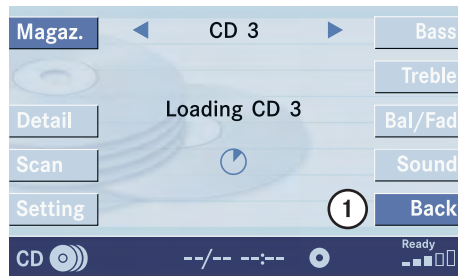 Magaz. CD 3 Bass
Treble
Loading CD 3
Detail Bal/Fad
Scan Sound
Setting 1 Back
CD --/-- --:-- Ready